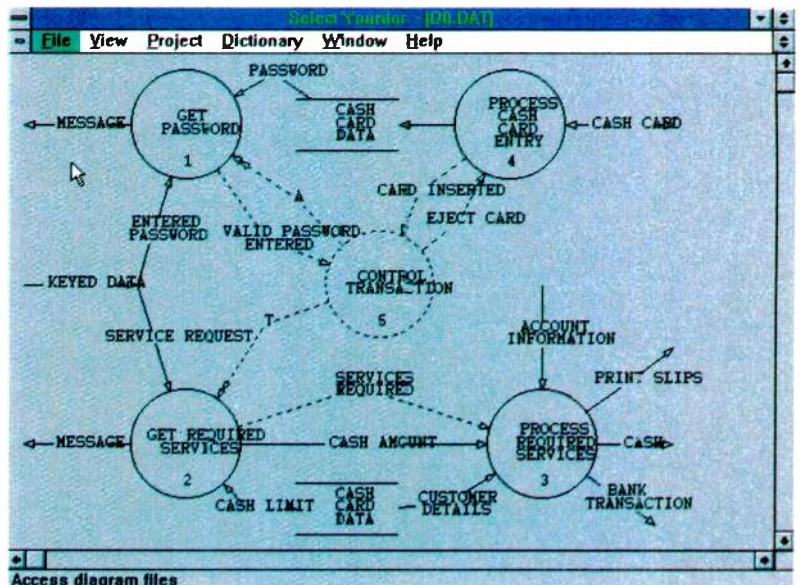 Select Yourdon - [D0.DAT]
File View Project Dictionary Window Help
PASSWORD
GET
PASSWORD
1
MESSAGE
CASH
CARD
DATA
PROCESS
CASH
CARD
ENTRY
4
CASH CARD
CARD INSERTED
A
ENTERED
PASSWORD
VALID PASSWORD
ENTERED
EJECT CARD
KEYED DATA
CONTROL
TRANSACTION
5
T
SERVICE REQUEST
ACCOUNT
INFORMATION
SERVICES
REQUIRED
PRINT SLIPS
MESSAGE
GET REQUIRED
SERVICES
2
CASH AMOUNT
PROCESS
REQUIRED
SERVICES
3
CASH
CASH LIMIT
CASH
CARD
DATA
CUSTOMER
DETAILS
BANK
TRANSACTION
Access diagram files